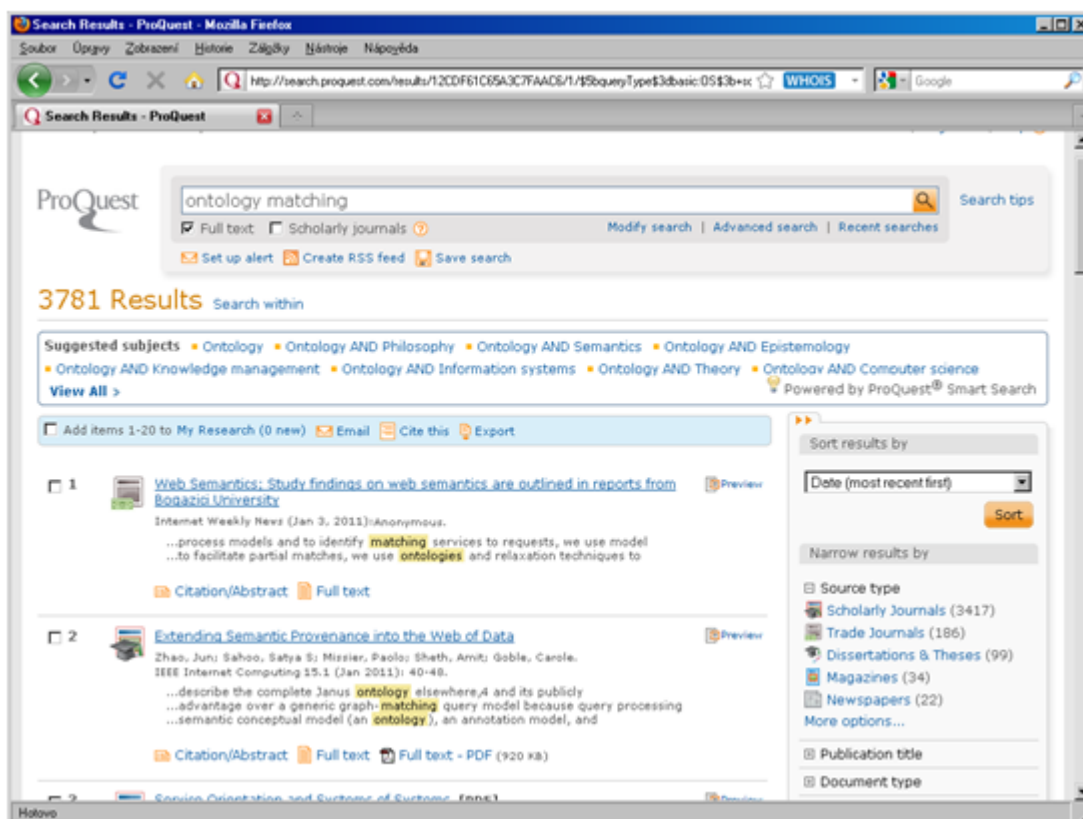 Search Results - ProQuest - Mozilla Firefox
Soubor Úpravy Zobrazení Historie Záložky Nástroje Nápověda
http://search.proquest.com/results/12CDF61C65A3C7FAAC6/1/$5bqueryType$3dbasic:OS$3b+sc WHOIS Google
Search Results - ProQuest
ProQuest
ontology matching
Search tips
Full text Scholarly journals
Modify search | Advanced search | Recent searches
Set up alert Create RSS feed Save search
3781 Results Search within
Suggested subjects Ontology Ontology AND Philosophy Ontology AND Semantics Ontology AND Epistemology
Ontology AND Knowledge management Ontology AND Information systems Ontology AND Theory Ontology AND Computer science
View All >
Powered by ProQuest® Smart Search
Add items 1-20 to My Research (0 new) Email Cite this Export
1 Web Semantics; Study findings on web semantics are outlined in reports from Preview
Bogazici University
Internet Weekly News (Jan 3, 2011):Anonymous.
...process models and to identify matching services to requests, we use model
...to facilitate partial matches, we use ontologies and relaxation techniques to
Citation/Abstract Full text
2 Extending Semantic Provenance into the Web of Data Preview
Zhao, Jun; Sahoo, Satya S; Missier, Paolo; Sheth, Amit; Goble, Carole.
IEEE Internet Computing 15.1 (Jan 2011): 40-48.
...describe the complete Janus ontology elsewhere,4 and its publicly
...advantage over a generic graph-matching query model because query processing
...semantic conceptual model (an ontology), an annotation model, and
Citation/Abstract Full text Full text - PDF (920 KB)
3 Service Orientation and Systems of Systems Preview
Sort results by
Date (most recent first)
Sort
Narrow results by
Source type
Scholarly Journals (3417)
Trade Journals (186)
Dissertations & Theses (99)
Magazines (34)
Newspapers (22)
More options...
Publication title
Document type
Hotovo